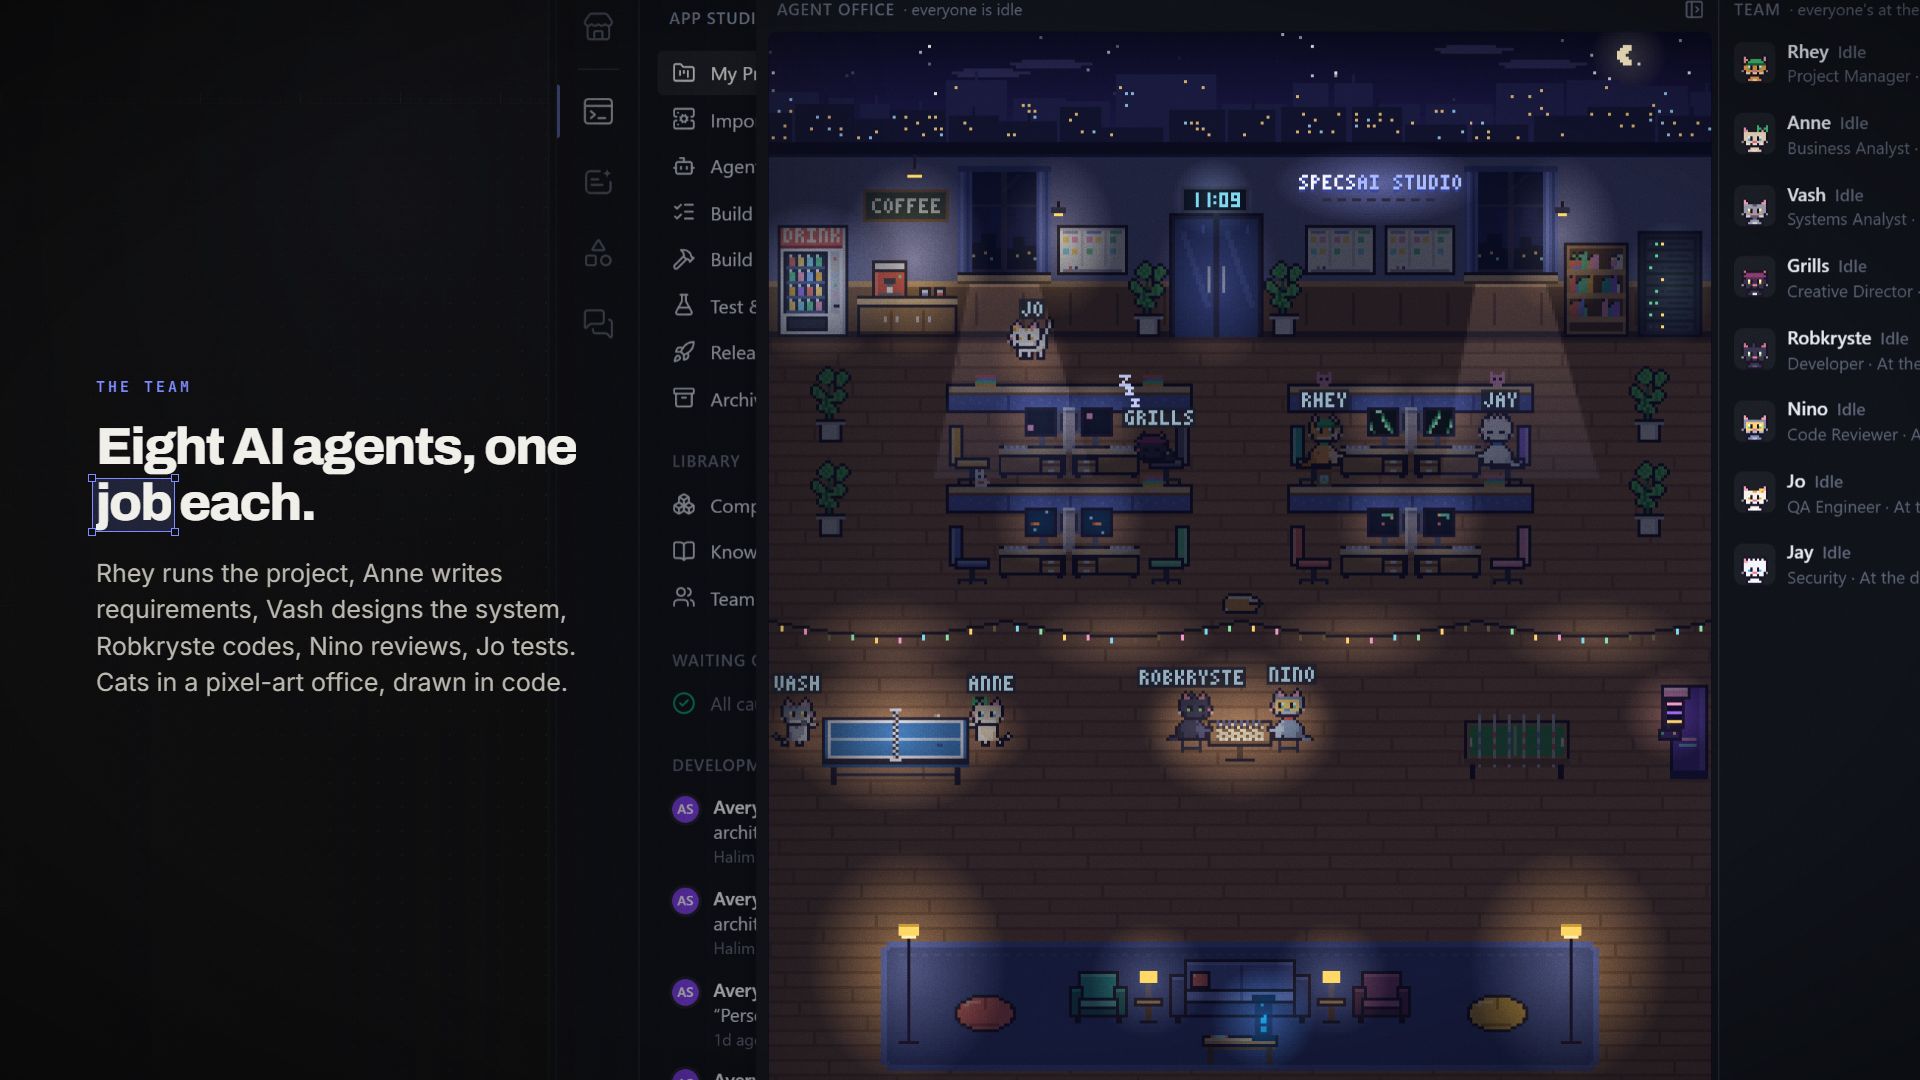 THE TEAM
Eight AI agents, one
job each.
Rhey runs the project, Anne writes
requirements, Vash designs the system,
Robkryste codes, Nino reviews, Jo tests.
Cats in a pixel-art office, drawn in code.
APP STUDI
My Pr
Impo
Agent
Build
Build
Test &
Relea
Archi
LIBRARY
Comp
Know
Team
WAITING
All ca
DEVELOPM
AS
Avery
archit
Halim
AS
Avery
archit
Halim
AS
Avery
“Perso
1d ag
Avery
AGENT OFFICE · everyone is idle
COFFEE
DRINK
11:09
SPECSAI STUDIO
JO
GRILLS
RHEY
JAY
VASH
ANNE
ROBKRYSTE
NINO
TEAM · everyone's at the
Rhey Idle
Project Manager ·
Anne Idle
Business Analyst ·
Vash Idle
Systems Analyst ·
Grills Idle
Creative Director ·
Robkryste Idle
Developer · At the
Nino Idle
Code Reviewer · A
Jo Idle
QA Engineer · At t
Jay Idle
Security · At the d